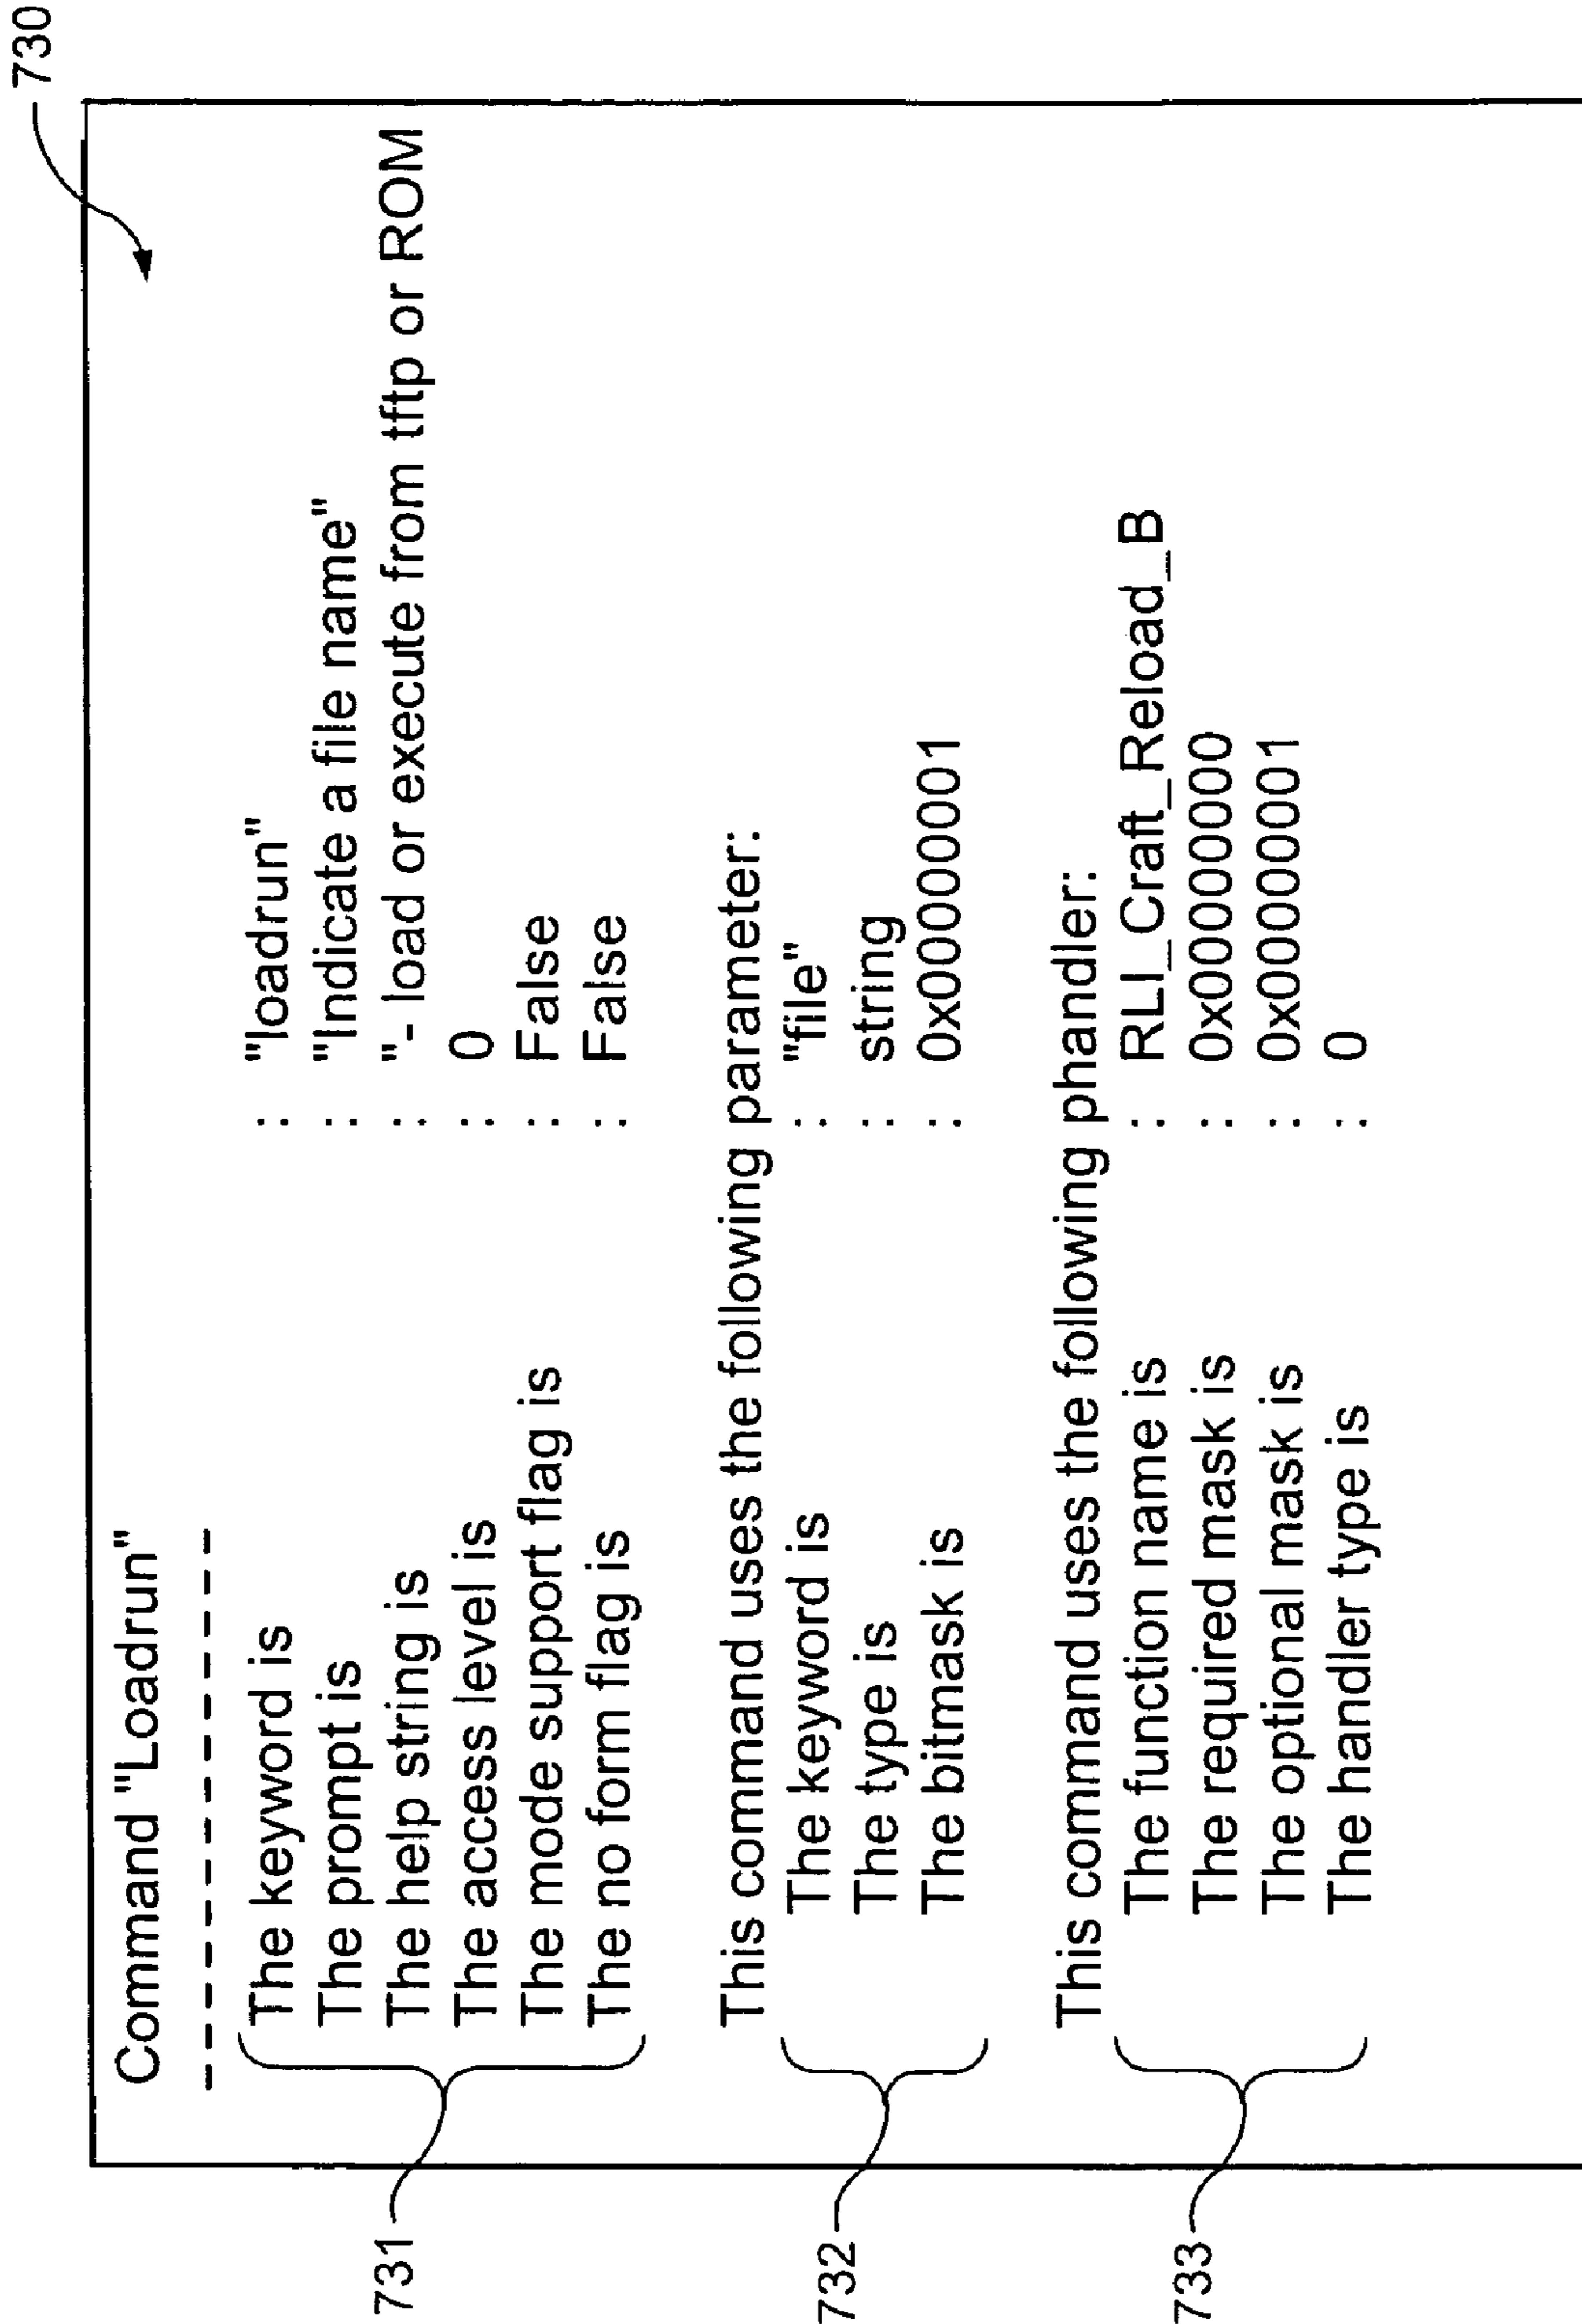 730
Command "Loadrun"
- - - - - - - - - - - -
731
The keyword is : "loadrun"
The prompt is : "Indicate a file name"
The help string is : "- load or execute from tftp or ROM
The access level is : 0
The mode support flag is : False
The no form flag is : False
This command uses the following parameter:
732
The keyword is : "file"
The type is : string
The bitmask is : 0x00000001
This command uses the following phandler:
733
The function name is : RLI_Craft_Reload_B
The required mask is : 0x00000000
The optional mask is : 0x00000001
The handler type is : 0